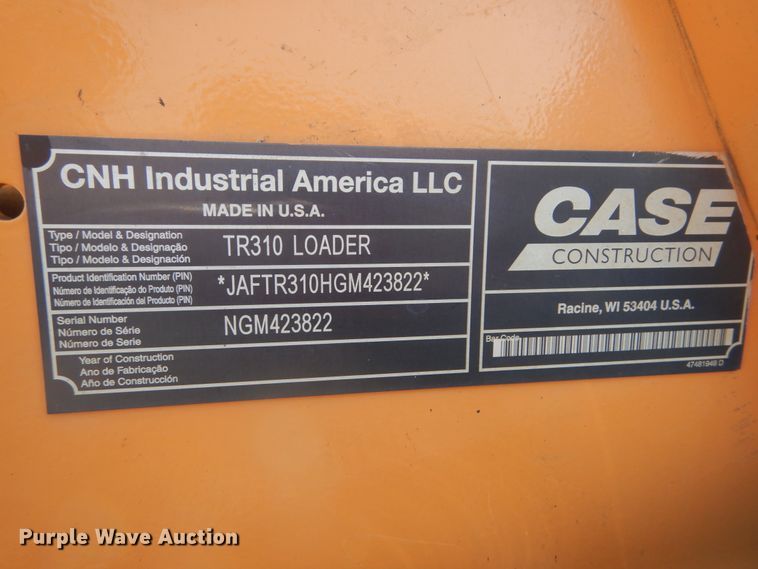 CNH Industrial America LLC
MADE IN U.S.A.
Type / Model & Designation
Tipo / Modelo & Designação
Tipo / Modelo & Designación
TR310 LOADER
Product Identification Number (PIN)
Número de Identificação do Produto (PIN)
Número de Identificación del Producto (PIN)
*JAFTR310HGM423822*
Serial Number
Número de Série
Número de Serie
NGM423822
Year of Construction
Ano de Fabricação
Año de Construcción
CASE
CONSTRUCTION
Racine, WI 53404 U.S.A.
Bar Code
47481949 D
Purple Wave Auction